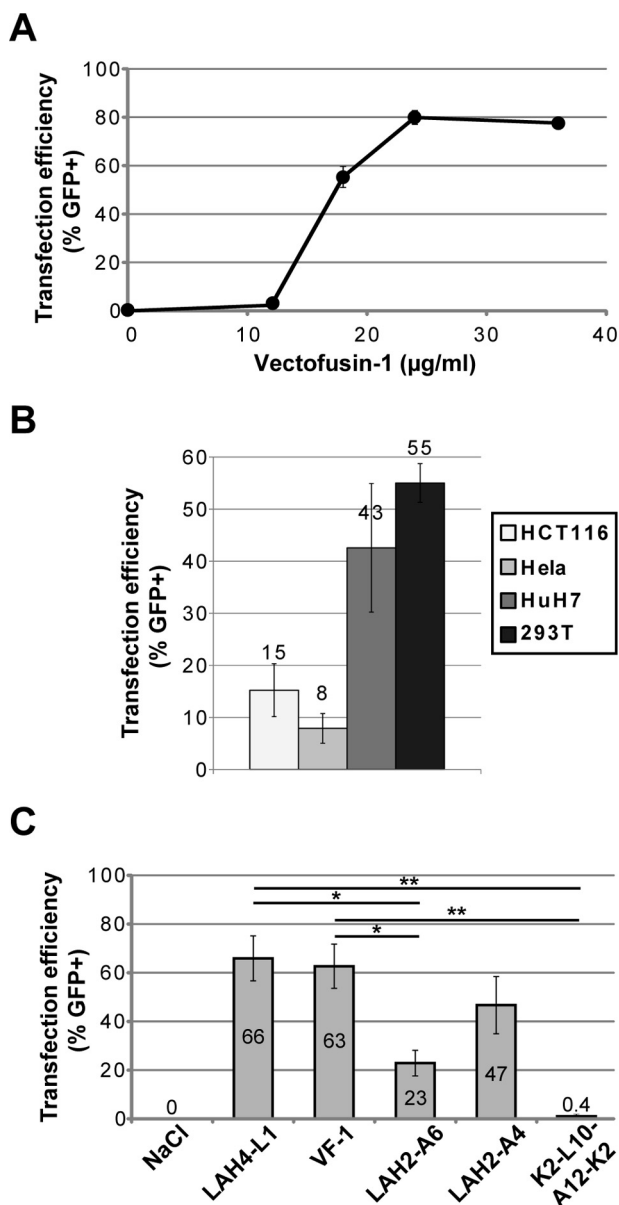 A
Transfection efficiency
(% GFP+)
100
80
60
40
20
0
0 10 20 30 40
Vectofusin-1 (µg/ml)
B
Transfection efficiency
(% GFP+)
60
50
40
30
20
10
0
15
8
43
55
HCT116
Hela
HuH7
293T
C
Transfection efficiency
(% GFP+)
100
80
60
40
20
0
**
*
**
*
0
66
63
23
47
0.4
NaCl
LAH4-L1
VF-1
LAH2-A6
LAH2-A4
K2-L10-
A12-K2